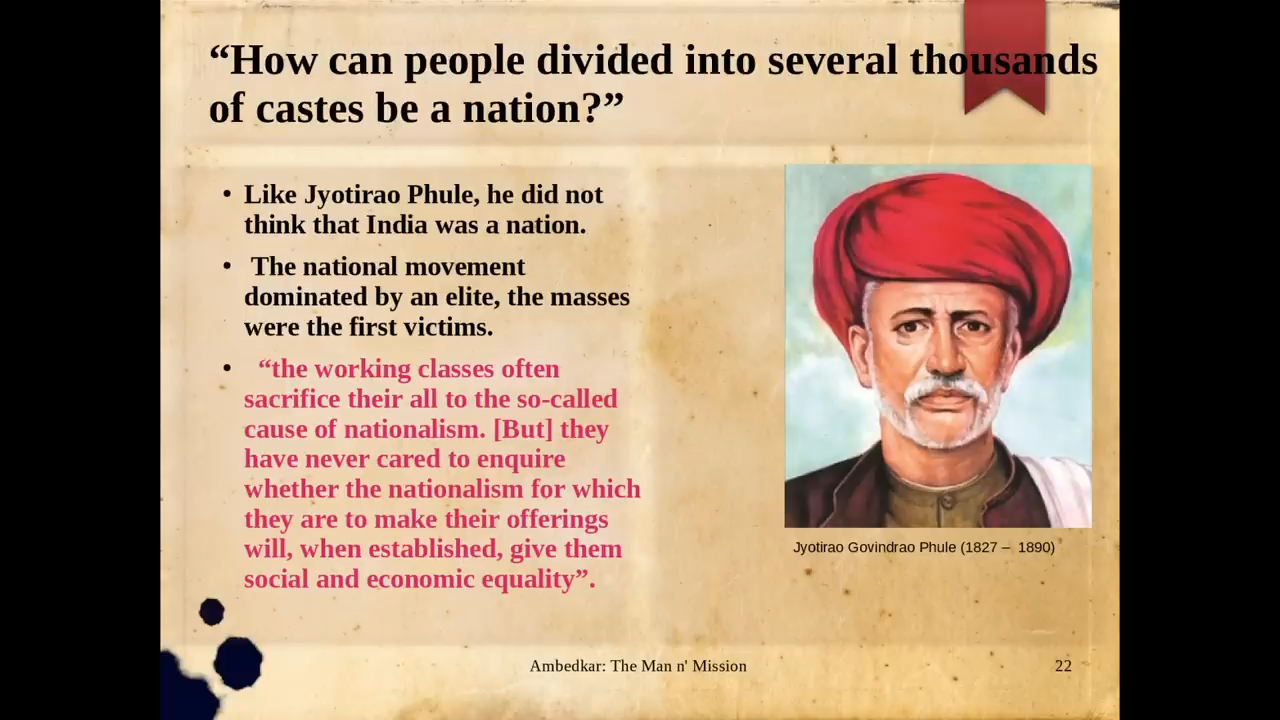 “How can people divided into several thousands
of castes be a nation?”
• Like Jyotirao Phule, he did not
think that India was a nation.
• The national movement
dominated by an elite, the masses
were the first victims.
• “the working classes often
sacrifice their all to the so-called
cause of nationalism. [But] they
have never cared to enquire
whether the nationalism for which
they are to make their offerings
will, when established, give them
social and economic equality”.
Jyotirao Govindrao Phule (1827 – 1890)
Ambedkar: The Man n' Mission
22